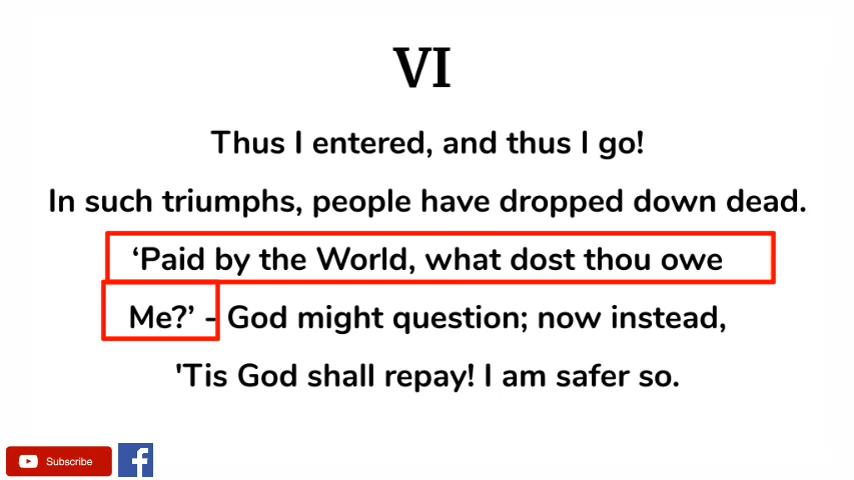 VI
Thus I entered, and thus I go!
In such triumphs, people have dropped down dead.
‘Paid by the World, what dost thou owe
Me?’ - God might question; now instead,
'Tis God shall repay! I am safer so.
Subscribe